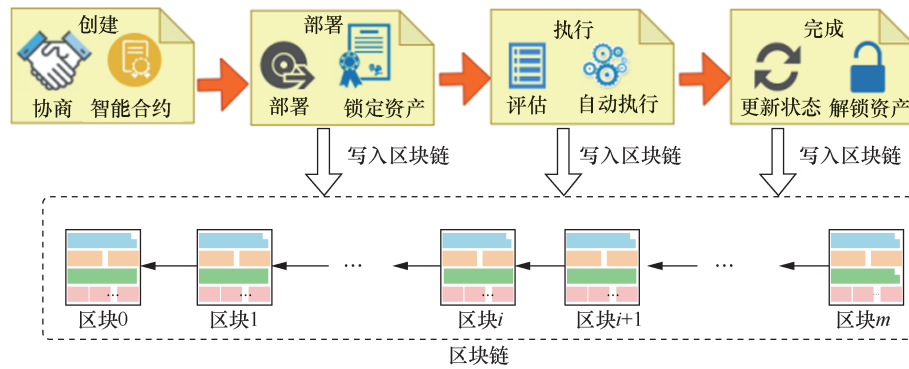 创建
部署
执行
完成
协商 智能合约
部署 锁定资产
评估 自动执行
更新状态 解锁资产
写入区块链
写入区块链
写入区块链
... ...
区块0 区块1 区块i 区块i+1 区块m
区块链